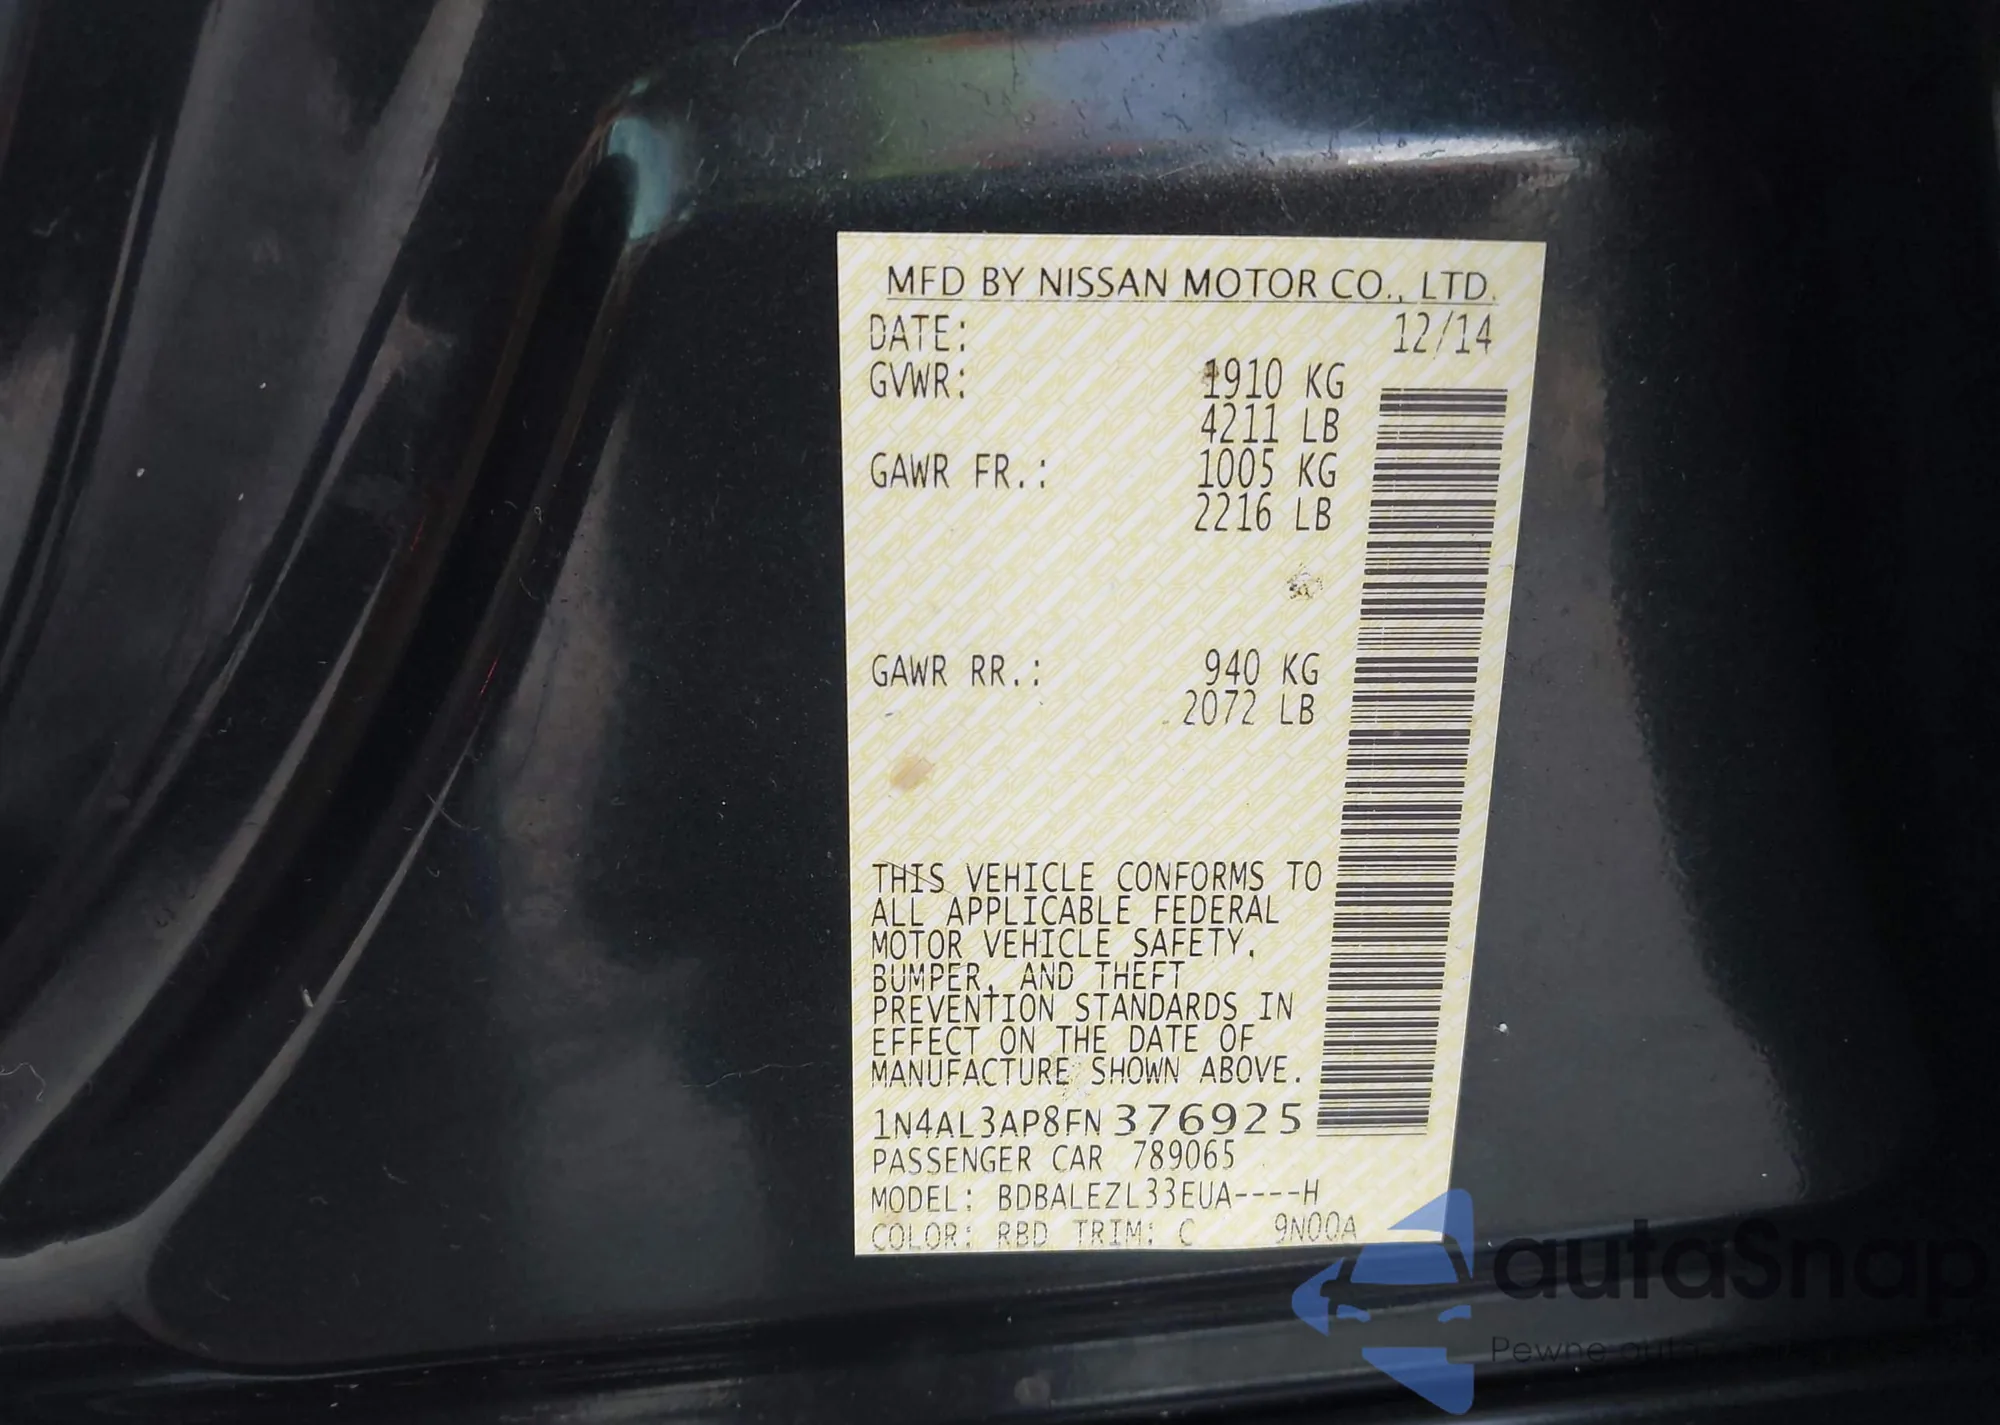 MFD BY NISSAN MOTOR CO., LTD.
DATE: 12/14
GVWR: 1910 KG
4211 LB
GAWR FR.: 1005 KG
2216 LB
GAWR RR.: 940 KG
2072 LB
THIS VEHICLE CONFORMS TO
ALL APPLICABLE FEDERAL
MOTOR VEHICLE SAFETY,
BUMPER, AND THEFT
PREVENTION STANDARDS IN
EFFECT ON THE DATE OF
MANUFACTURE SHOWN ABOVE.
1N4AL3AP8FN376925
PASSENGER CAR 789065
MODEL: BDBALEZL33EUA----H
COLOR: RBD TRIM: C 9N00A
autaSnap
Pewne auta